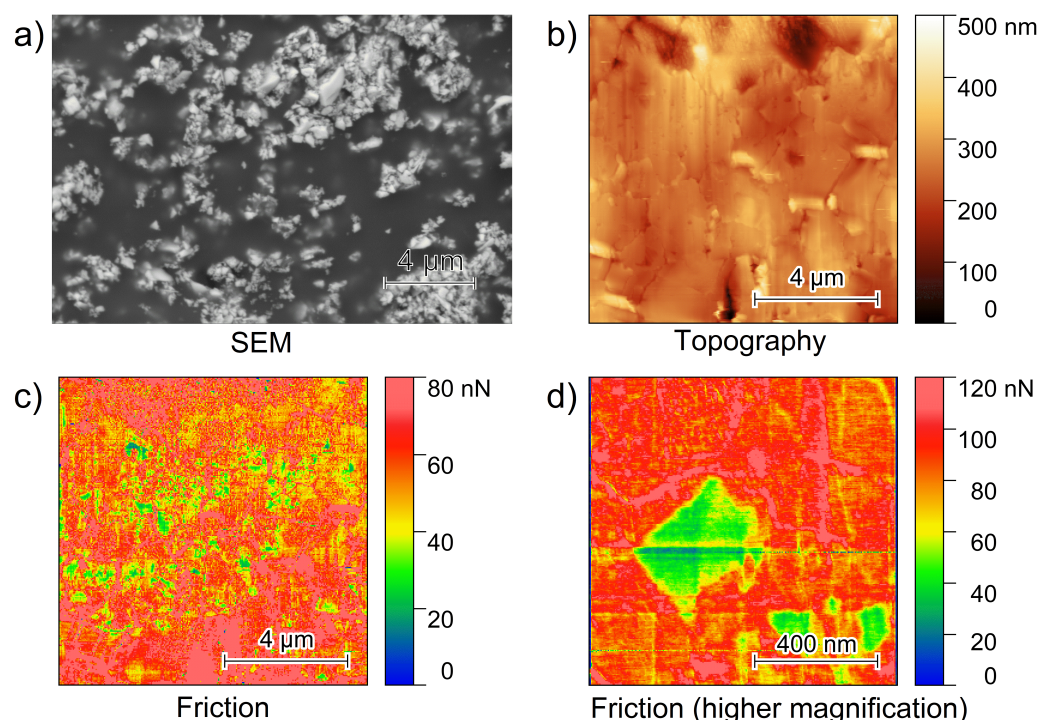 a)
4 μm
SEM
b)
500 nm
400
300
200
100
0
4 μm
Topography
c)
80 nN
60
40
20
0
4 μm
Friction
d)
120 nN
100
80
60
40
20
0
400 nm
Friction (higher magnification)